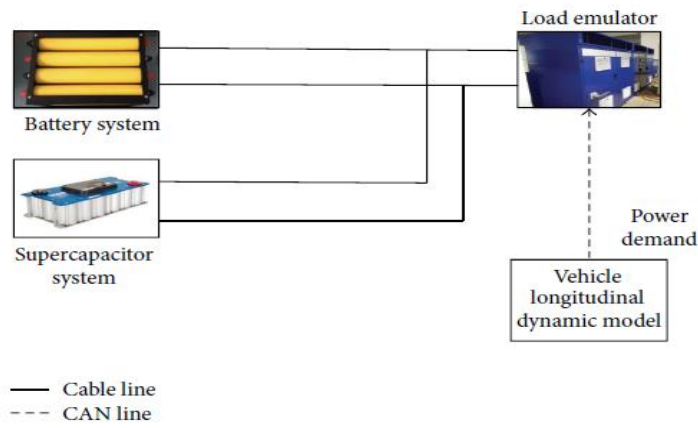 Load emulator
Battery system
Supercapacitor
system
Power
demand
Vehicle
longitudinal
dynamic model
Cable line
CAN line